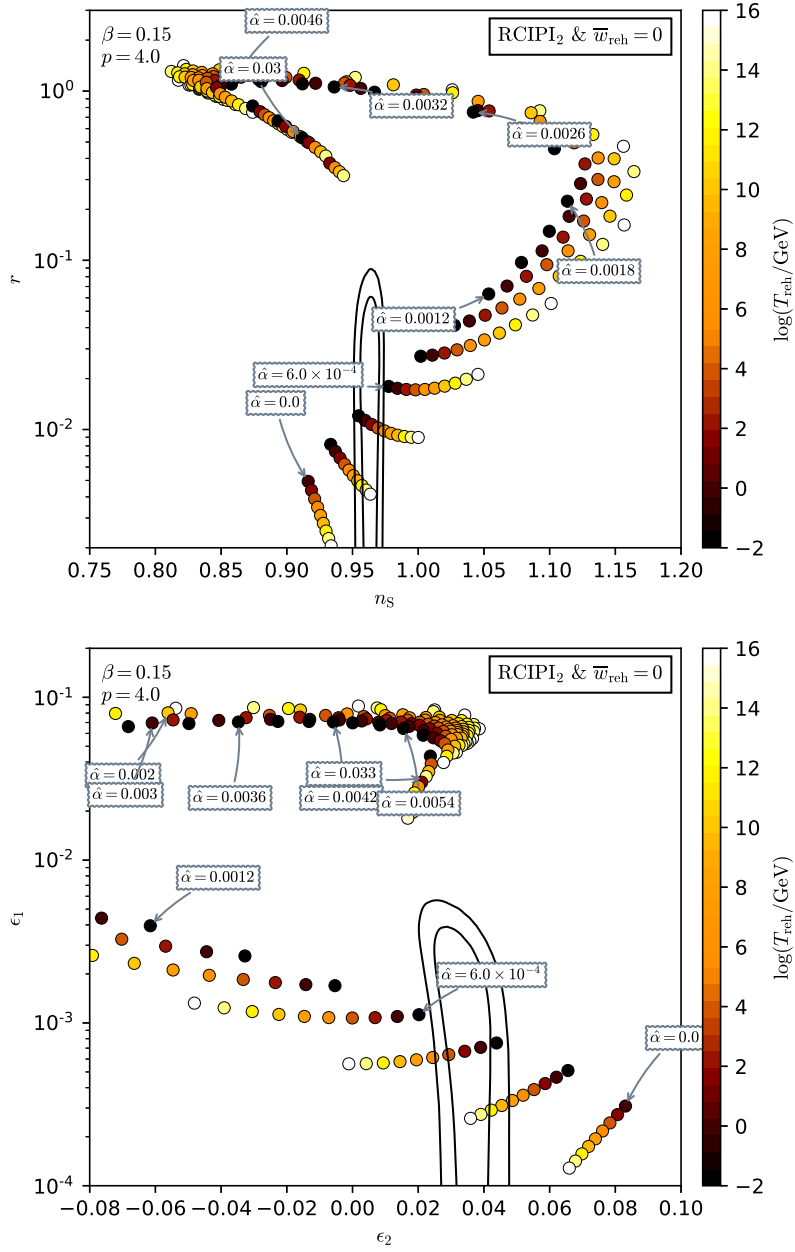 β = 0.15
p = 4.0
RCIPI₂ & w̅reh = 0
α̂ = 0.0046
α̂ = 0.03
α̂ = 0.0032
α̂ = 0.0026
α̂ = 0.0018
α̂ = 0.0012
α̂ = 6.0 × 10⁻⁴
α̂ = 0.0
10⁰
10⁻¹
10⁻²
r
0.75 0.80 0.85 0.90 0.95 1.00 1.05 1.10 1.15 1.20
nS
16
14
12
10
8
6
4
2
0
−2
log(Treh/GeV)
β = 0.15
p = 4.0
RCIPI₂ & w̅reh = 0
α̂ = 0.002
α̂ = 0.003
α̂ = 0.0036
α̂ = 0.033
α̂ = 0.0042
α̂ = 0.0054
α̂ = 0.0012
α̂ = 6.0 × 10⁻⁴
α̂ = 0.0
10⁻¹
10⁻²
10⁻³
10⁻⁴
ϵ₁
−0.08 −0.06 −0.04 −0.02 0.00 0.02 0.04 0.06 0.08 0.10
ϵ₂
16
14
12
10
8
6
4
2
0
−2
log(Treh/GeV)